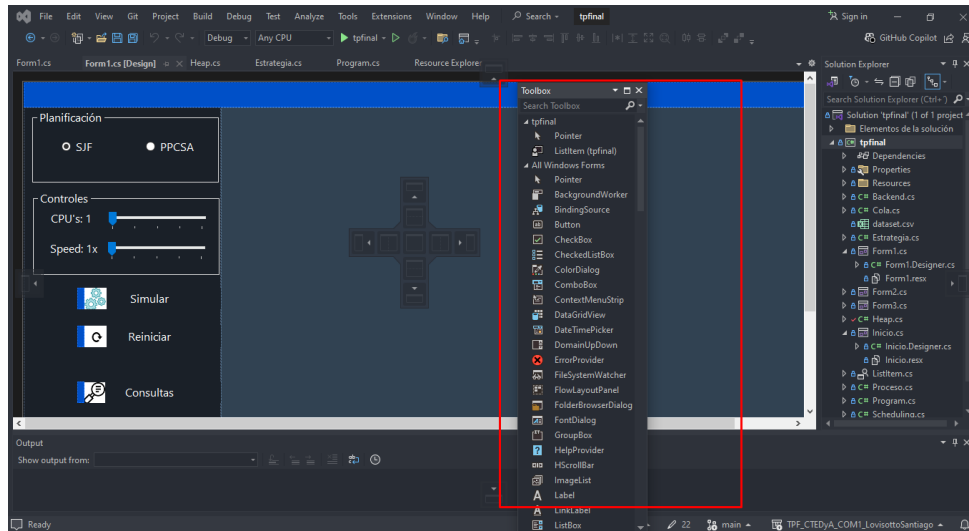 File Edit View Git Project Build Debug Test Analyze Tools Extensions Window Help Search tpfinal Sign in
Debug Any CPU tpfinal GitHub Copilot
Form1.cs Form1.cs [Design] Heap.cs Estrategia.cs Program.cs Resource Explorer
Planificación
SJF PPCSA
Controles
CPU's: 1
Speed: 1x
Simular
Reiniciar
Consultas
Toolbox
Search Toolbox
tpfinal
Pointer
ListItem (tpfinal)
All Windows Forms
Pointer
BackgroundWorker
BindingSource
Button
CheckBox
CheckedListBox
ColorDialog
ComboBox
ContextMenuStrip
DataGridView
DateTimePicker
DomainUpDown
ErrorProvider
FileSystemWatcher
FlowLayoutPanel
FolderBrowserDialog
FontDialog
GroupBox
HelpProvider
HScrollBar
ImageList
Label
LinkLabel
ListBox
Solution Explorer
Search Solution Explorer (Ctrl+´)
Solution 'tpfinal' (1 of 1 project
Elementos de la solución
tpfinal
Dependencies
Properties
Resources
C# Backend.cs
C# Cola.cs
dataset.csv
C# Estrategia.cs
Form1.cs
C# Form1.Designer.cs
Form1.resx
Form2.cs
Form3.cs
C# Heap.cs
Inicio.cs
C# Inicio.Designer.cs
Inicio.resx
ListItem.cs
C# Proceso.cs
C# Program.cs
C# Scheduling.cs
Output
Show output from:
Ready 22 main TPF_CTEDyA_COM1_LovisottoSantiago